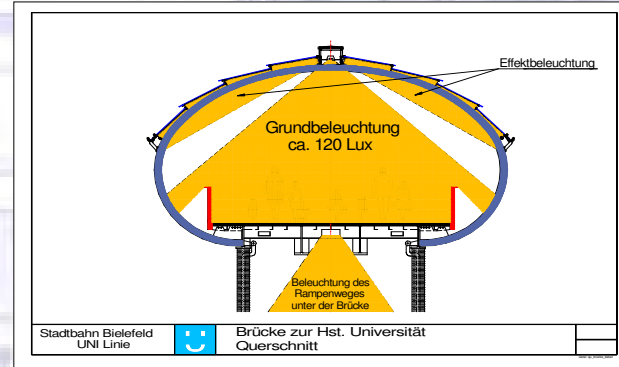 Effektbeleuchtung
Grundbeleuchtung
ca. 120 Lux
Beleuchtung des
Rampenweges
unter der Brücke
Stadtbahn Bielefeld
UNI Linie
Brücke zur Hst. Universität
Querschnitt